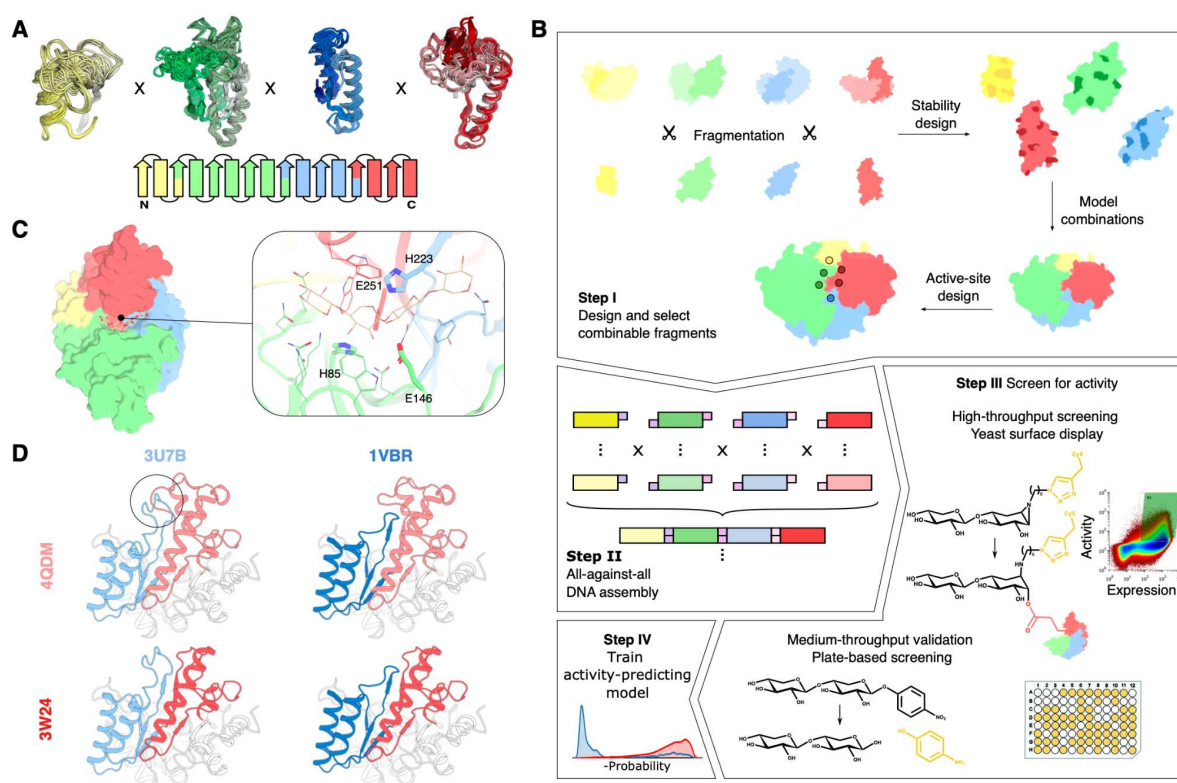 A
x
x
x
N
C
B
Fragmentation
Stability
design
Model
combinations
Active-site
design
Step I
Design and select
combinable fragments
C
H223
E251
H85
E146
D
3U7B
1VBR
4QDM
3W24
x
x
x
Step II
All-against-all
DNA assembly
Step III Screen for activity
High-throughput screening
Yeast surface display
Activity
Expression
Medium-throughput validation
Plate-based screening
1 2 3 4 5 6 7 8 9 10 11 12
A
B
C
D
E
F
G
H
Step IV
Train
activity-predicting
model
-Probability